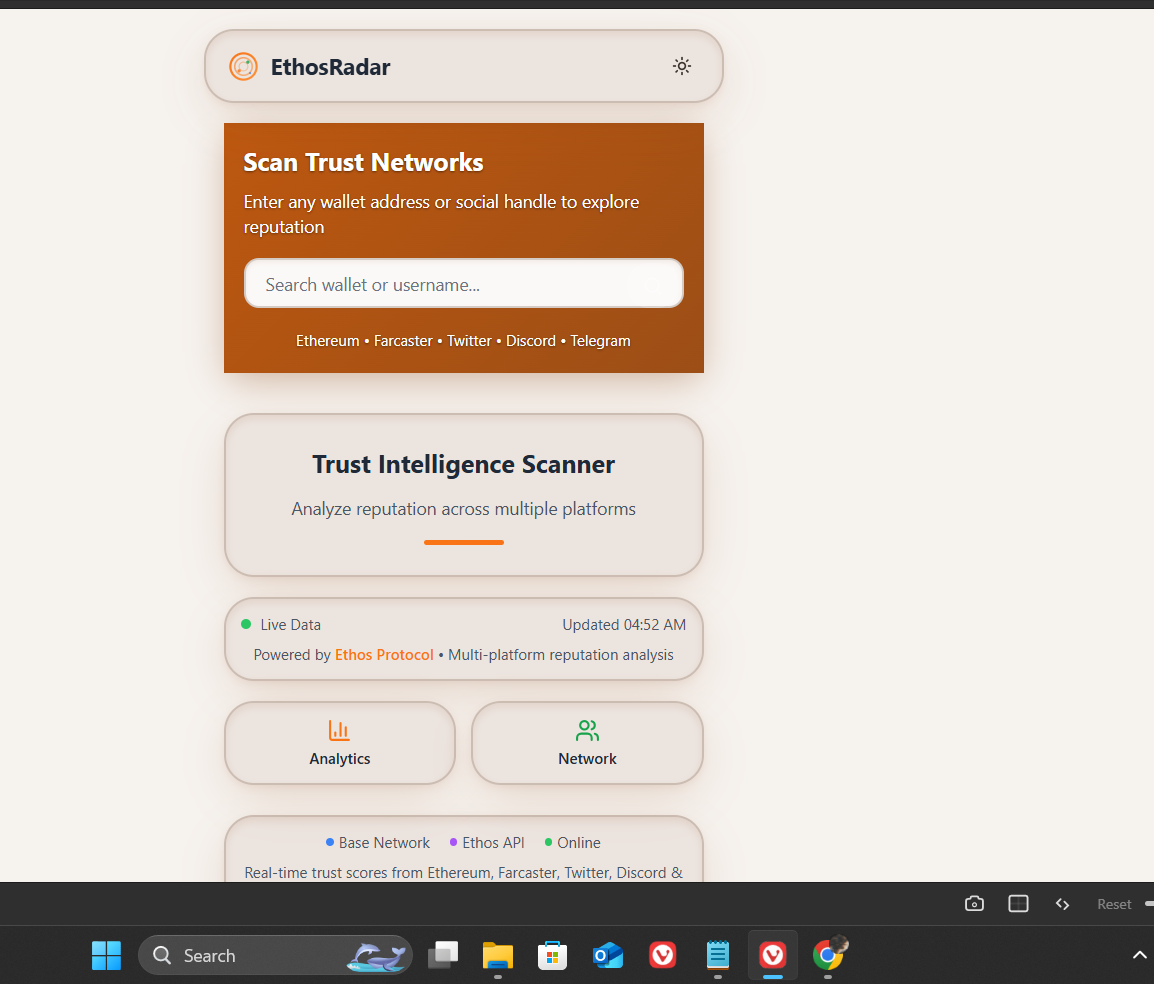 EthosRadar
Scan Trust Networks
Enter any wallet address or social handle to explore
reputation
Search wallet or username...
Ethereum • Farcaster • Twitter • Discord • Telegram
Trust Intelligence Scanner
Analyze reputation across multiple platforms
Live Data
Updated 04:52 AM
Powered by Ethos Protocol • Multi-platform reputation analysis
Analytics
Network
Base Network
Ethos API
Online
Real-time trust scores from Ethereum, Farcaster, Twitter, Discord &
Reset
Search